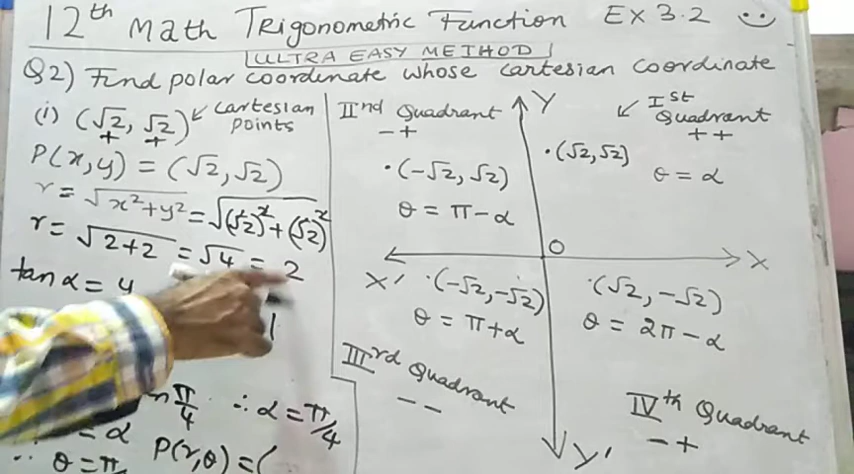 12th Math Trigonometric Function Ex 3.2
ULTRA EASY METHOD
Q2) Find polar coordinate whose cartesian coordinate
(i) (√2, √2) ← cartesian points
+ +
P(x,y) = (√2, √2)
r = √x²+y² = √(√2)²+(√2)²
r = √2+2 = √4 = 2
tan α = y
1
π/4 ∴ α = π/4
= α P(r,θ) = (
∴ θ = π
IInd Quadrant
- +
·(-√2, √2)
θ = π-α
Y
Ist Quadrant
+ +
·(√2, √2)
θ = α
O
X
X'
·(-√2, -√2)
θ = π+α
IIIrd Quadrant
- -
·(√2, -√2)
θ = 2π-α
IVth Quadrant
- +
Y'